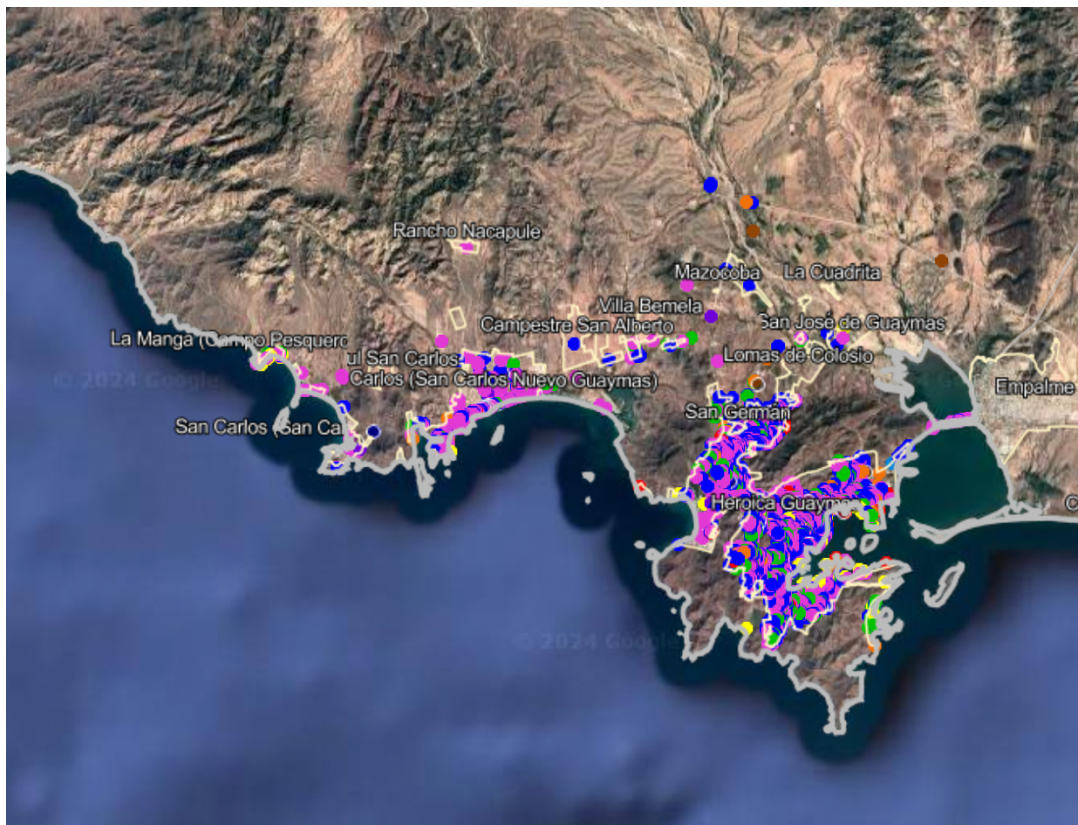 Rancho Nacapule
Mazocoba
La Cuadrita
Villa Bemela
Campestre San Alberto
San José de Guaymas
La Manga (Campo Pesquero
ul San Carlos
Lomas de Colosio
Carlos (San Carlos Nuevo Guaymas)
© 2024 Google
Empalme
San Germán
San Carlos (San Ca
Heroica Guayma
C
© 2024 Google